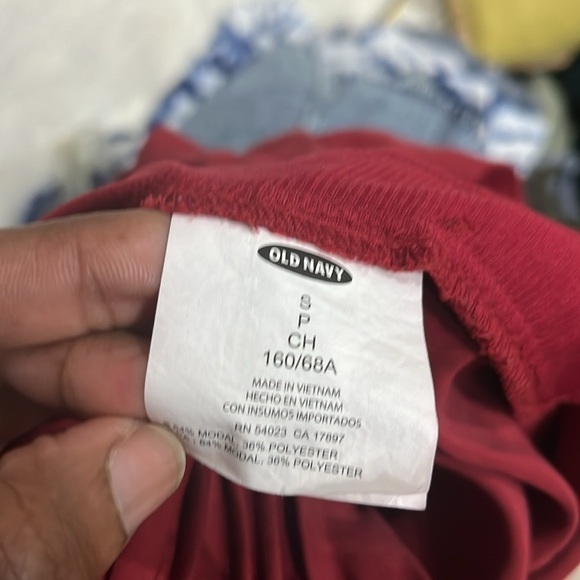 OLD NAVY
S
P
CH
160/68A
MADE IN VIETNAM
HECHO EN VIETNAM
CON INSUMOS IMPORTADOS
RN 54023 CA 17897
64% MODAL, 36% POLYESTER
64% MODAL, 36% POLYESTER